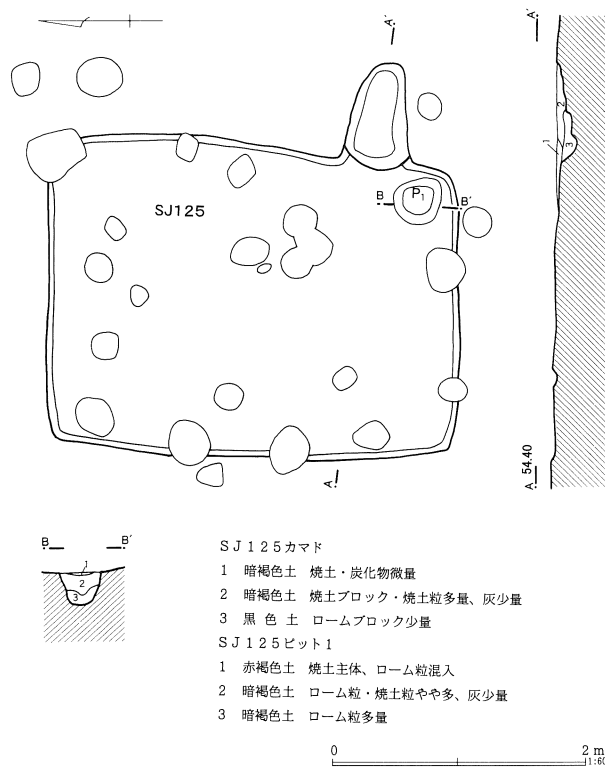 A′
A′
SJ125
P1
B
B′
1
2
3
A
A
54.40
B
B′
1
2
3
SJ125カマド
1 暗褐色土 焼土・炭化物微量
2 暗褐色土 焼土ブロック・焼土粒多量、灰少量
3 黒色土 ロームブロック少量
SJ125ピット1
1 赤褐色土 焼土主体、ローム粒混入
2 暗褐色土 ローム粒・焼土粒やや多、灰少量
3 暗褐色土 ローム粒多量
0 2 m
1:60